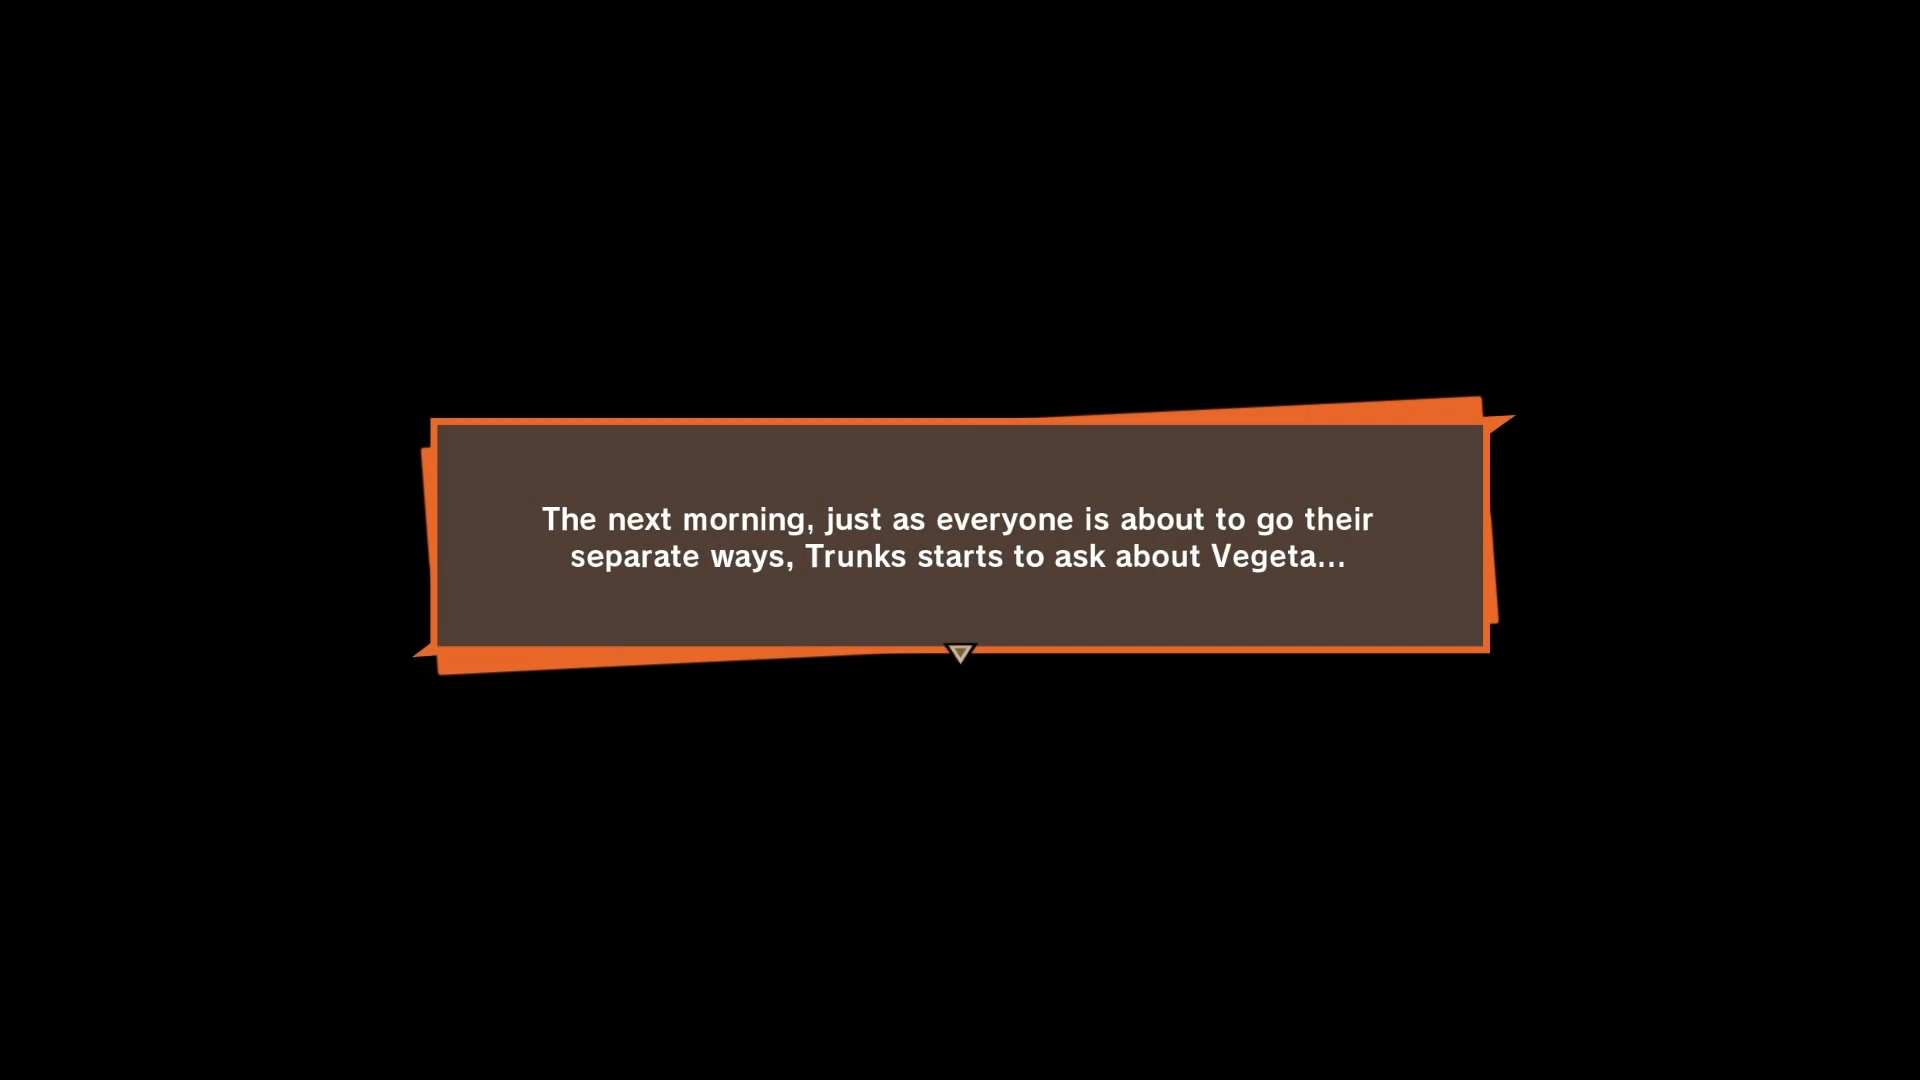 The next morning, just as everyone is about to go their
separate ways, Trunks starts to ask about Vegeta...